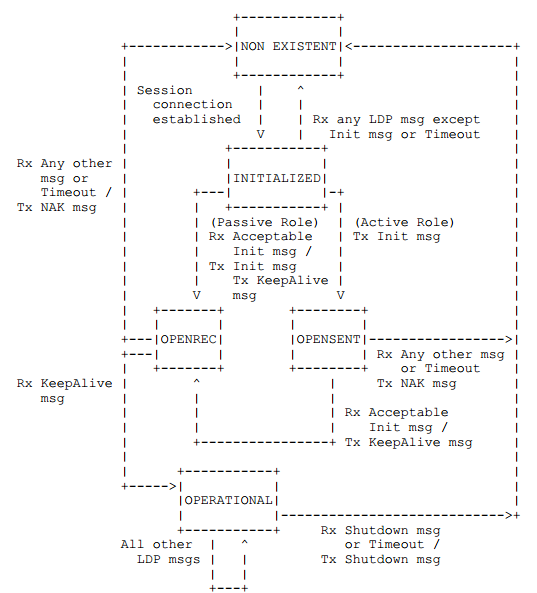 NON EXISTENT
Session
connection
established
Rx any LDP msg except
Init msg or Timeout
Rx Any other
msg or
Timeout /
Tx NAK msg
INITIALIZED
(Passive Role)
Rx Acceptable
Init msg /
Tx Init msg
Tx KeepAlive
msg
(Active Role)
Tx Init msg
OPENREC
OPENSENT
Rx Any other msg
or Timeout
Tx NAK msg
Rx KeepAlive
msg
Rx Acceptable
Init msg /
Tx KeepAlive msg
OPERATIONAL
All other
LDP msgs
Rx Shutdown msg
or Timeout /
Tx Shutdown msg